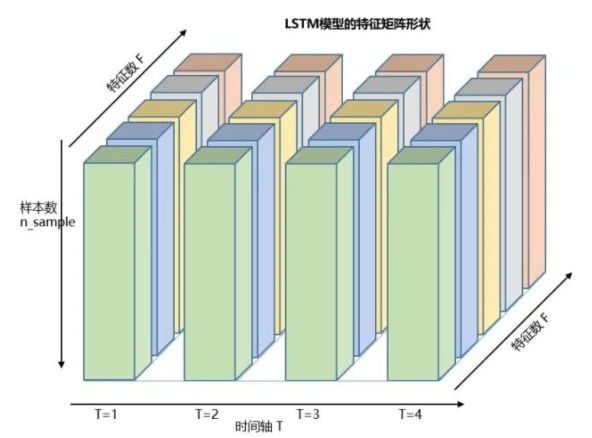 LSTM模型的特征矩阵形状
特征数 F
样本数
n_sample
特征数 F
T=1
T=2
T=3
T=4
时间轴 T